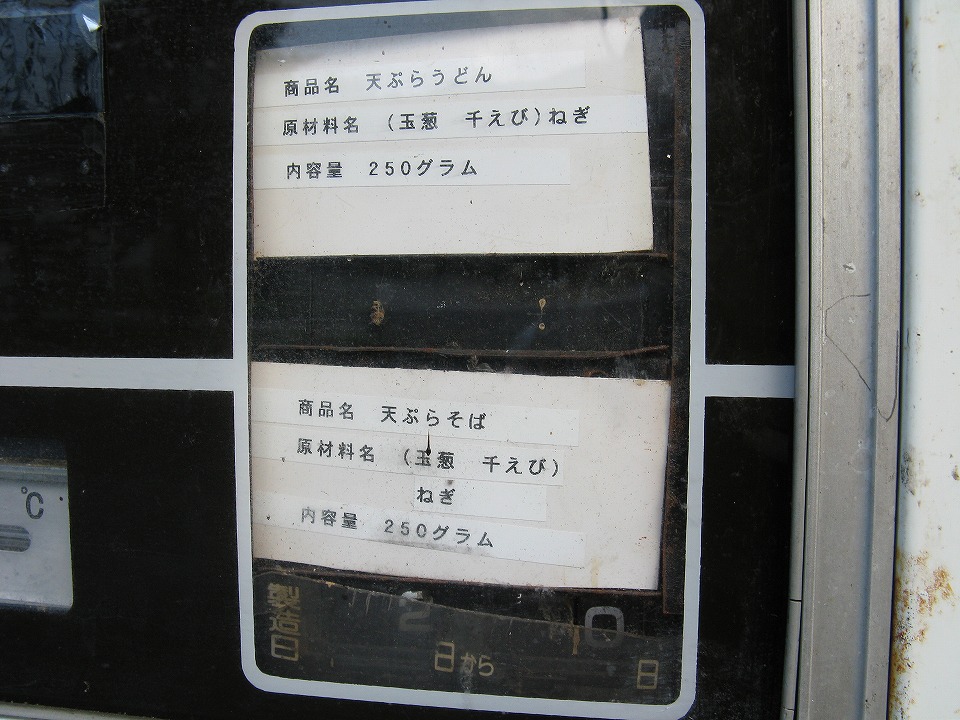 商品名 天ぷらうどん
原材料名 (玉葱 千えび)ねぎ
内容量 250グラム
商品名 天ぷらそば
原材料名 (玉葱 千えび)
ねぎ
内容量 250グラム
℃
製造日 2 0
日から 日